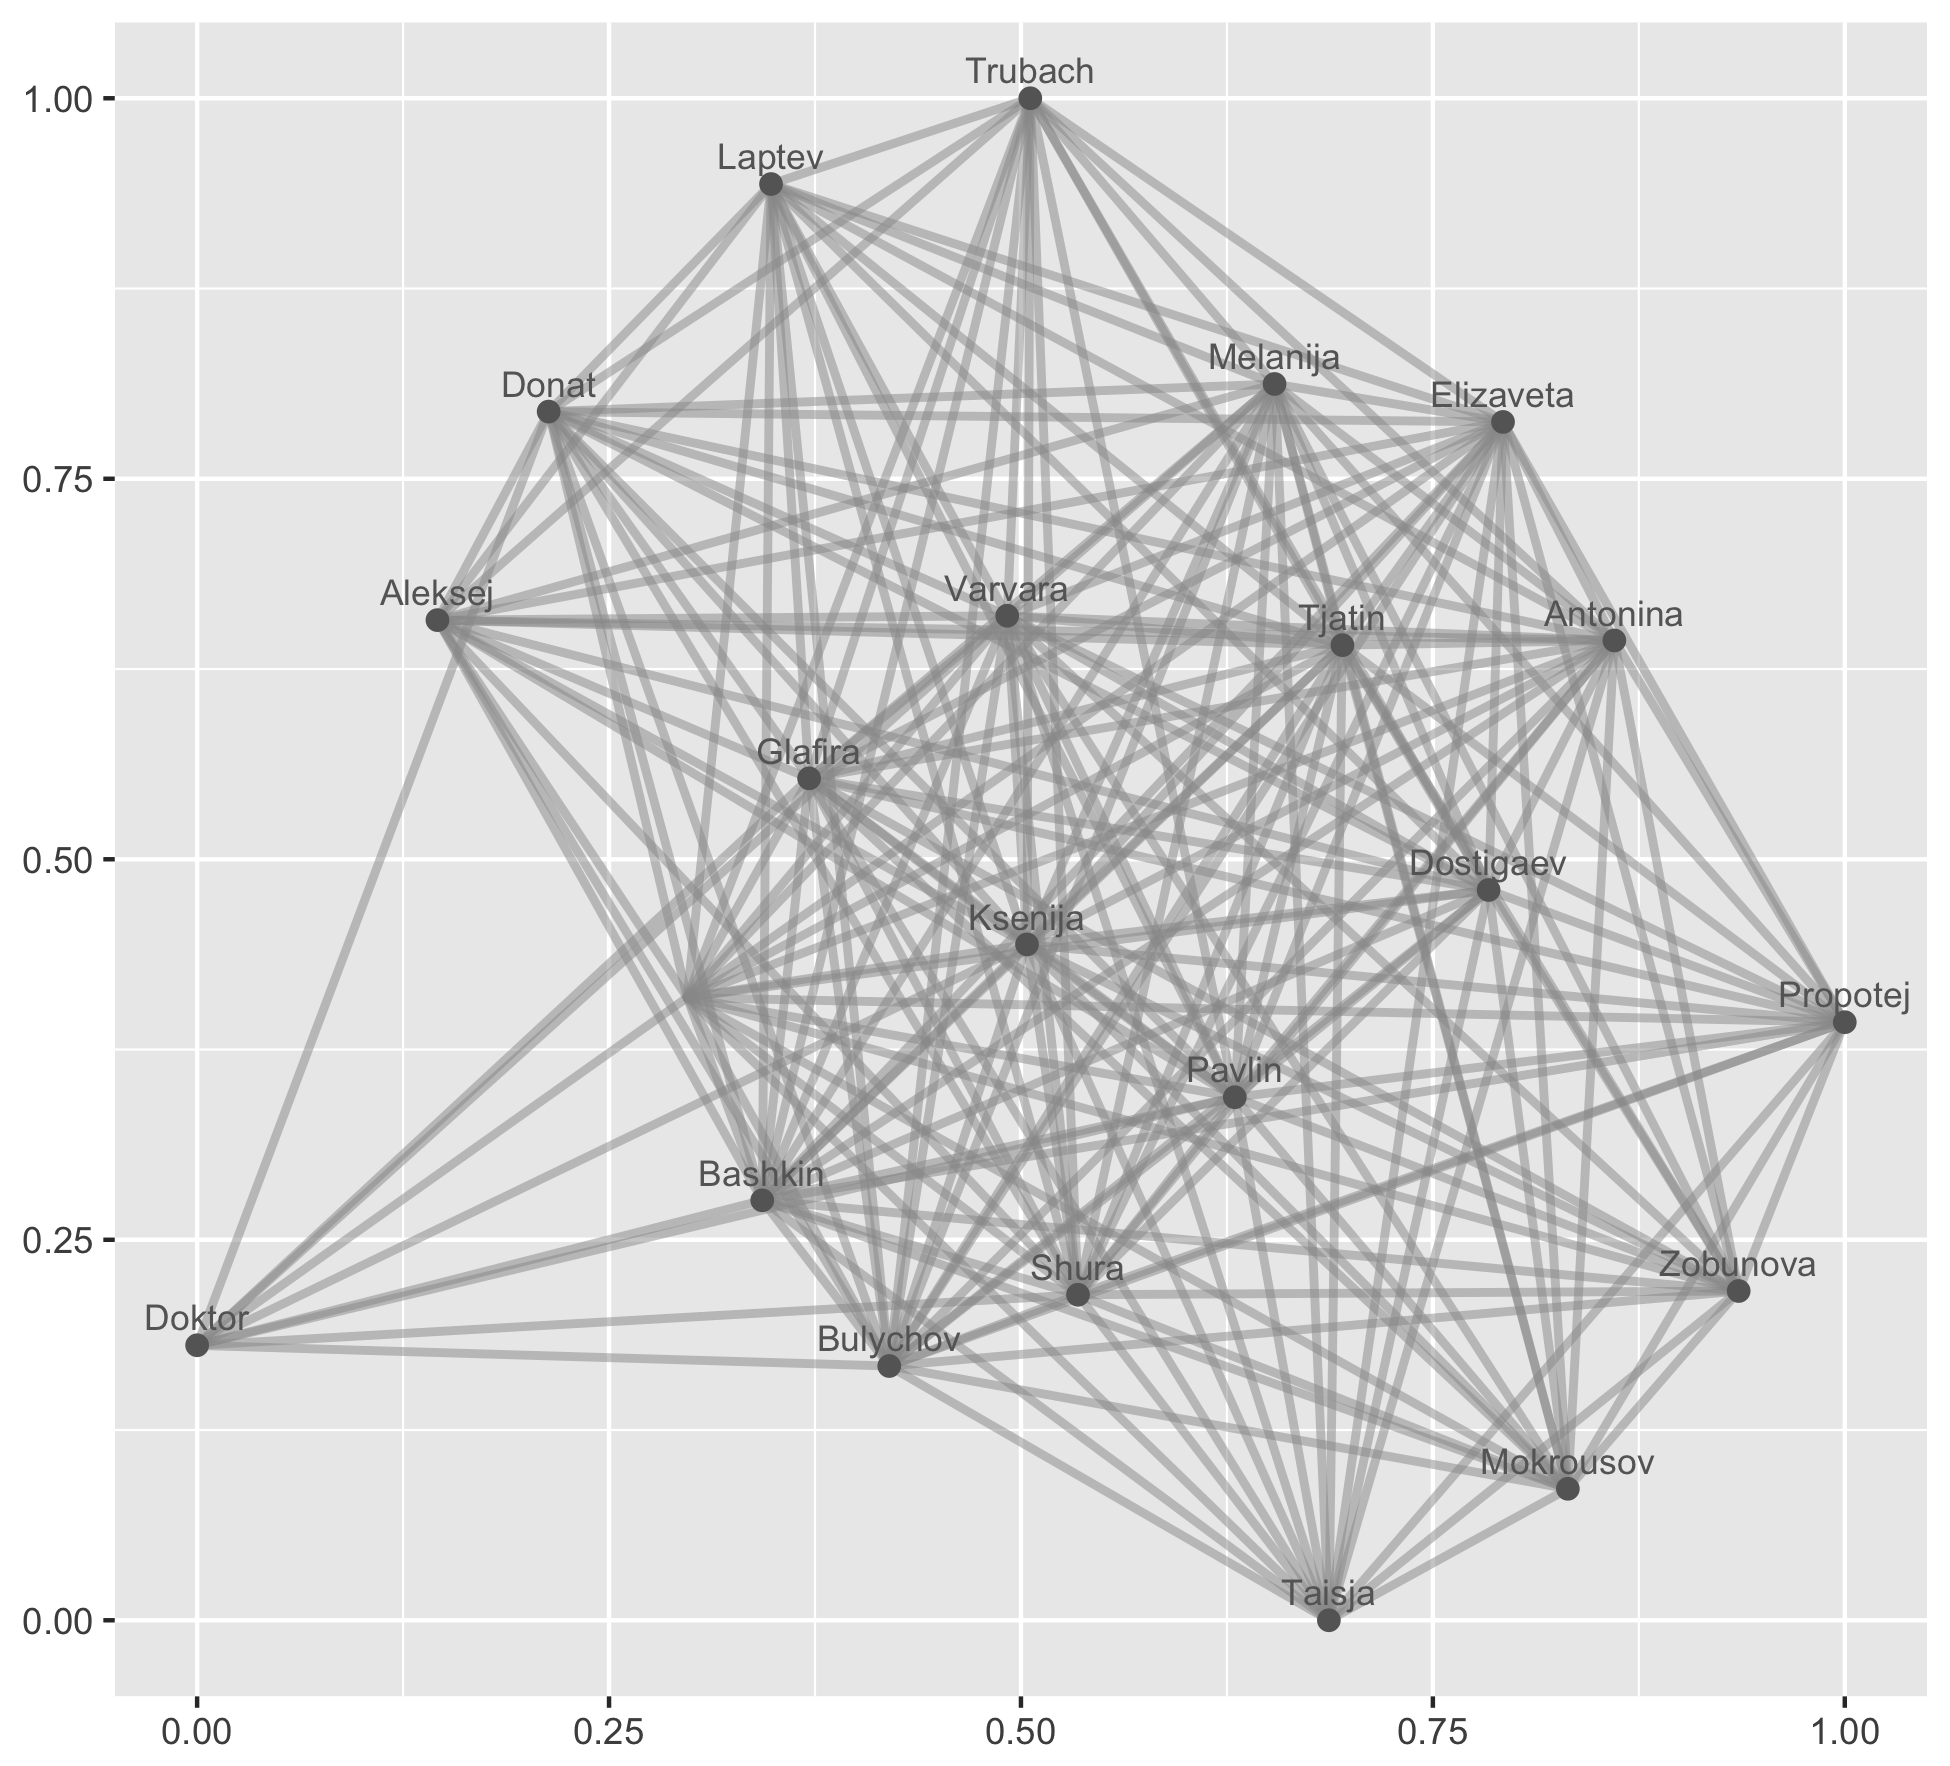 Trubach
1.00
Laptev
Melanija
Donat
Elizaveta
0.75
Aleksej
Varvara
Tjatin
Antonina
Glafira
0.50
Dostigaev
Ksenija
Propotej
Pavlin
Bashkin
0.25
Shura
Zobunova
Doktor
Bulychov
Mokrousov
Taisja
0.00
0.00 0.25 0.50 0.75 1.00